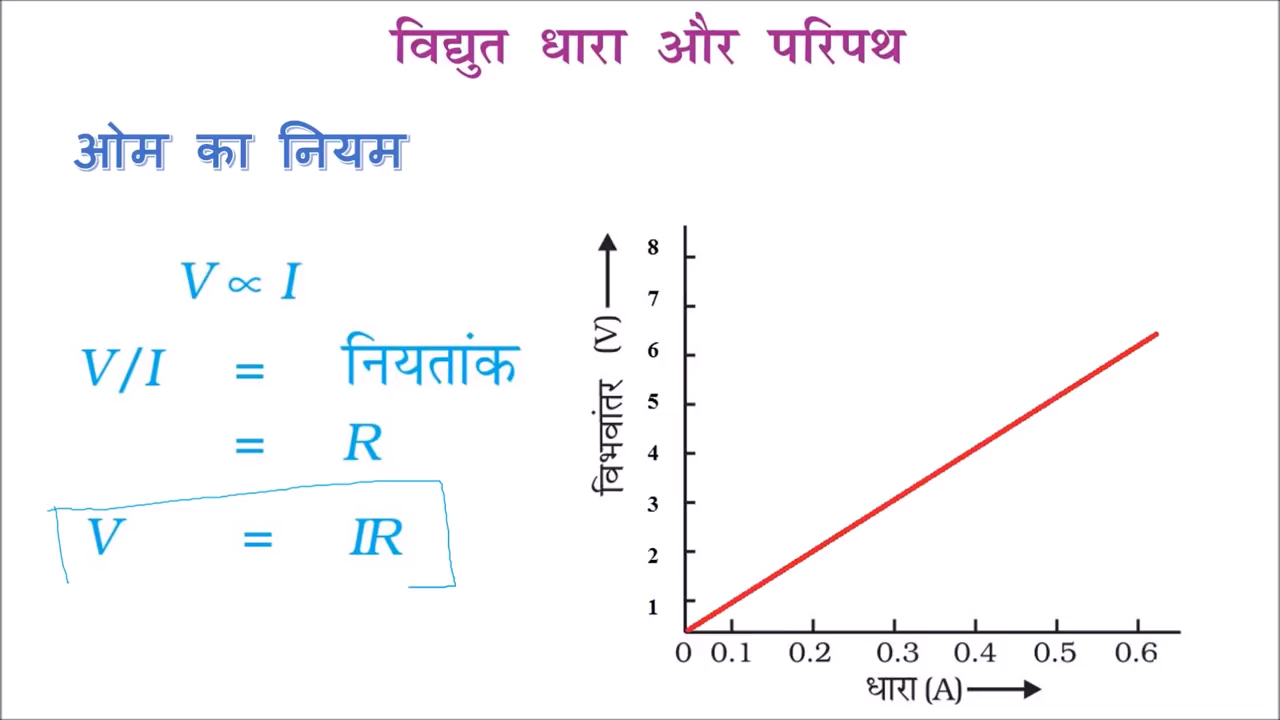 विद्युत धारा और परिपथ
ओम का नियम
V ∝ I
V/I = नियतांक
= R
V = IR
विभवांतर (V)
8
7
6
5
4
3
2
1
0 0.1 0.2 0.3 0.4 0.5 0.6
धारा (A)